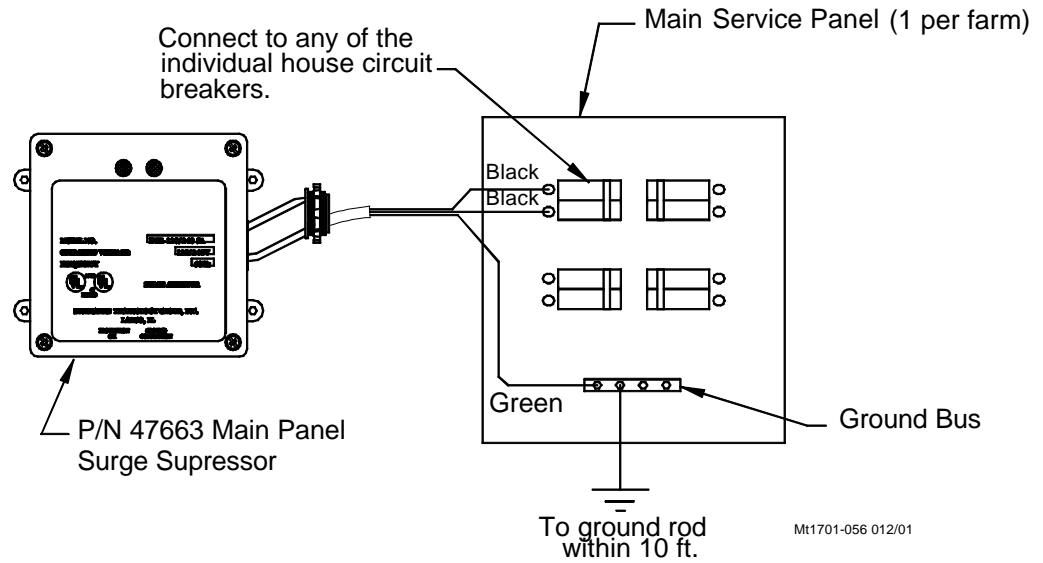 Main Service Panel (1 per farm)
Connect to any of the
individual house circuit
breakers.
Black
Black
Green
Ground Bus
P/N 47663 Main Panel
Surge Supressor
To ground rod
within 10 ft.
Mt1701-056 012/01